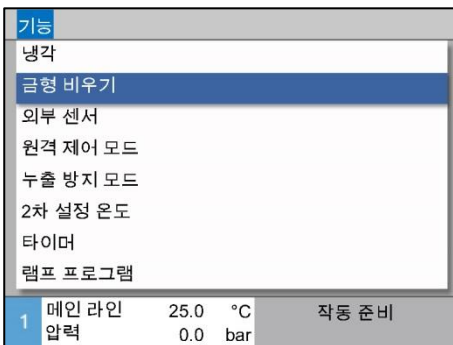 기능
냉각
금형 비우기
외부 센서
원격 제어 모드
누출 방지 모드
2차 설정 온도
타이머
램프 프로그램
1 메인 라인 25.0 °C 작동 준비
압력 0.0 bar